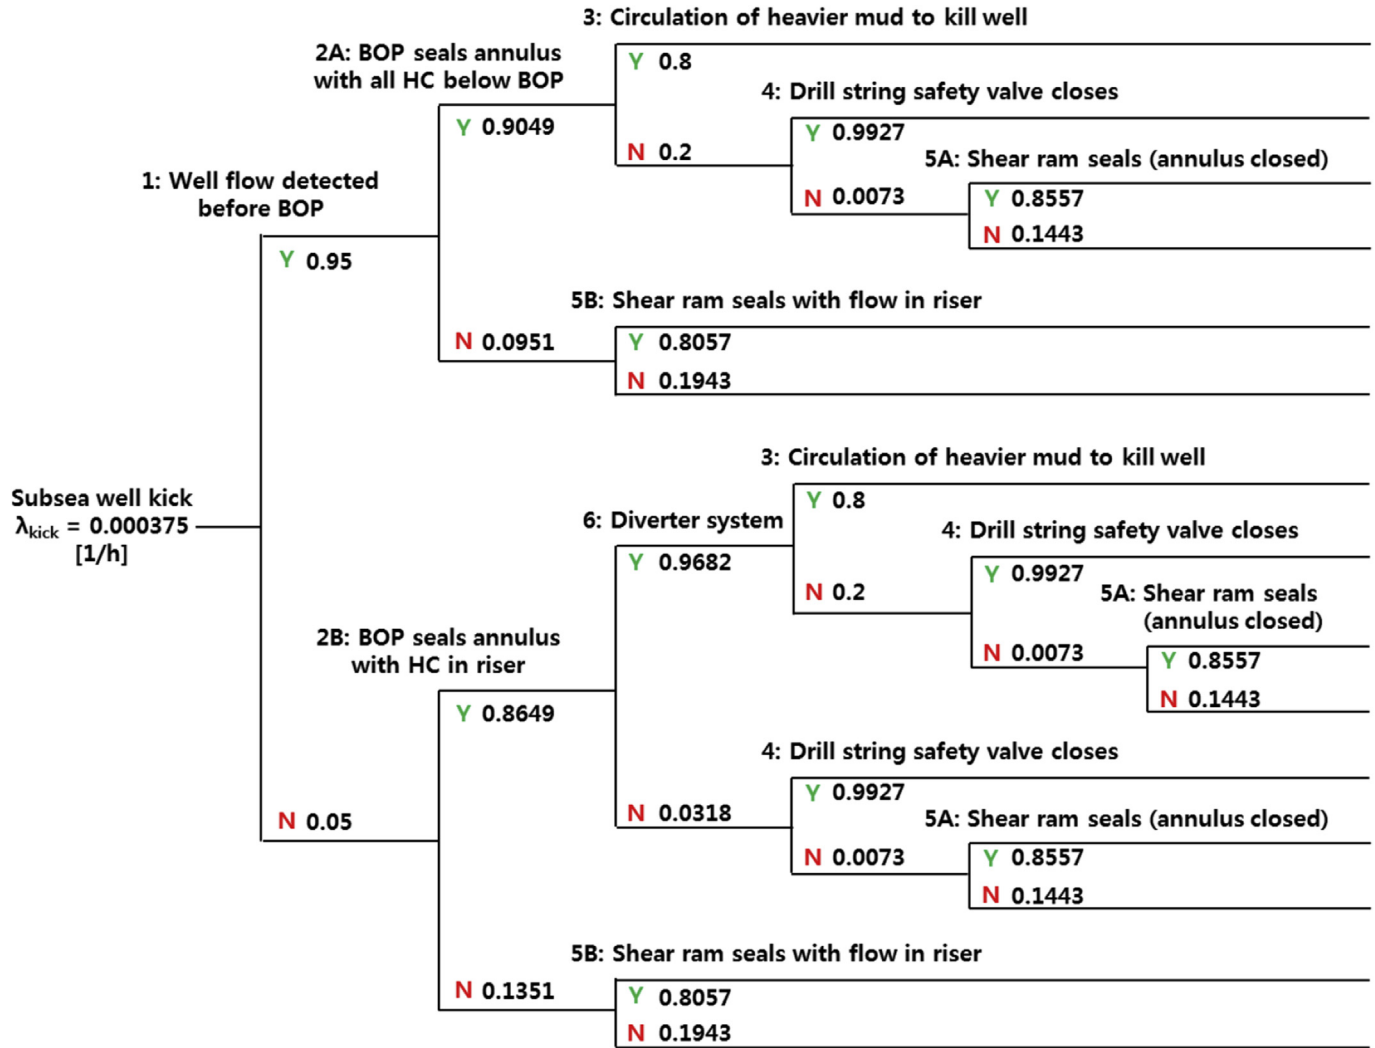 3: Circulation of heavier mud to kill well
2A: BOP seals annulus
with all HC below BOP
Y 0.8
4: Drill string safety valve closes
Y 0.9049
Y 0.9927
N 0.2
5A: Shear ram seals (annulus closed)
1: Well flow detected
before BOP
N 0.0073
Y 0.8557
N 0.1443
Y 0.95
5B: Shear ram seals with flow in riser
N 0.0951
Y 0.8057
N 0.1943
3: Circulation of heavier mud to kill well
Subsea well kick
λkick = 0.000375
[1/h]
Y 0.8
6: Diverter system
4: Drill string safety valve closes
Y 0.9682
Y 0.9927
N 0.2
5A: Shear ram seals
(annulus closed)
2B: BOP seals annulus
with HC in riser
N 0.0073
Y 0.8557
N 0.1443
Y 0.8649
4: Drill string safety valve closes
Y 0.9927
N 0.05
N 0.0318
5A: Shear ram seals (annulus closed)
N 0.0073
Y 0.8557
N 0.1443
5B: Shear ram seals with flow in riser
N 0.1351
Y 0.8057
N 0.1943